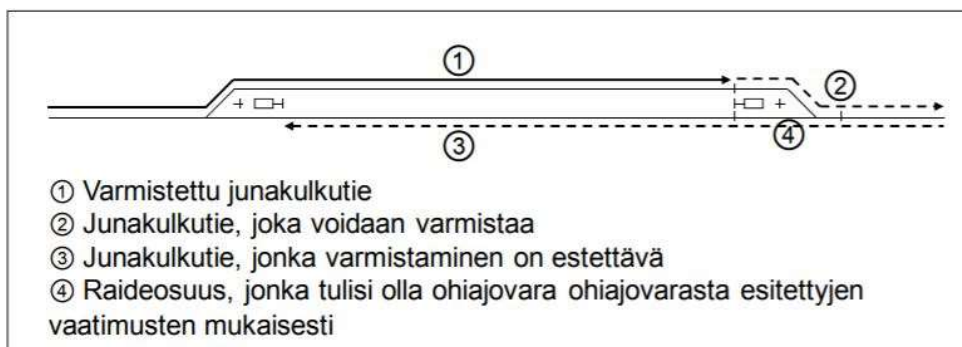 ①
②
③
④
① Varmistettu junakulkutie
② Junakulkutie, joka voidaan varmistaa
③ Junakulkutie, jonka varmistaminen on estettävä
④ Raideosuus, jonka tulisi olla ohiajovara ohiajovarasta esitettyjen
vaatimusten mukaisesti